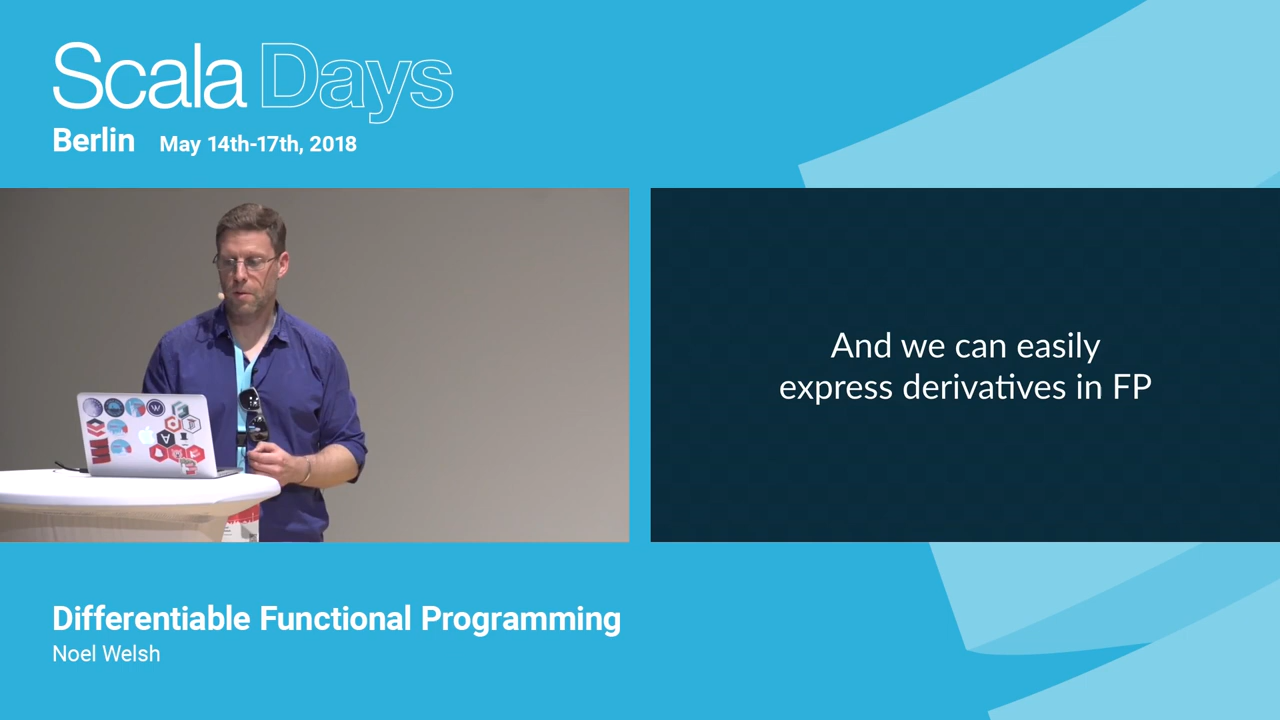 Scala Days
Berlin May 14th-17th, 2018
And we can easily
express derivatives in FP
Differentiable Functional Programming
Noel Welsh